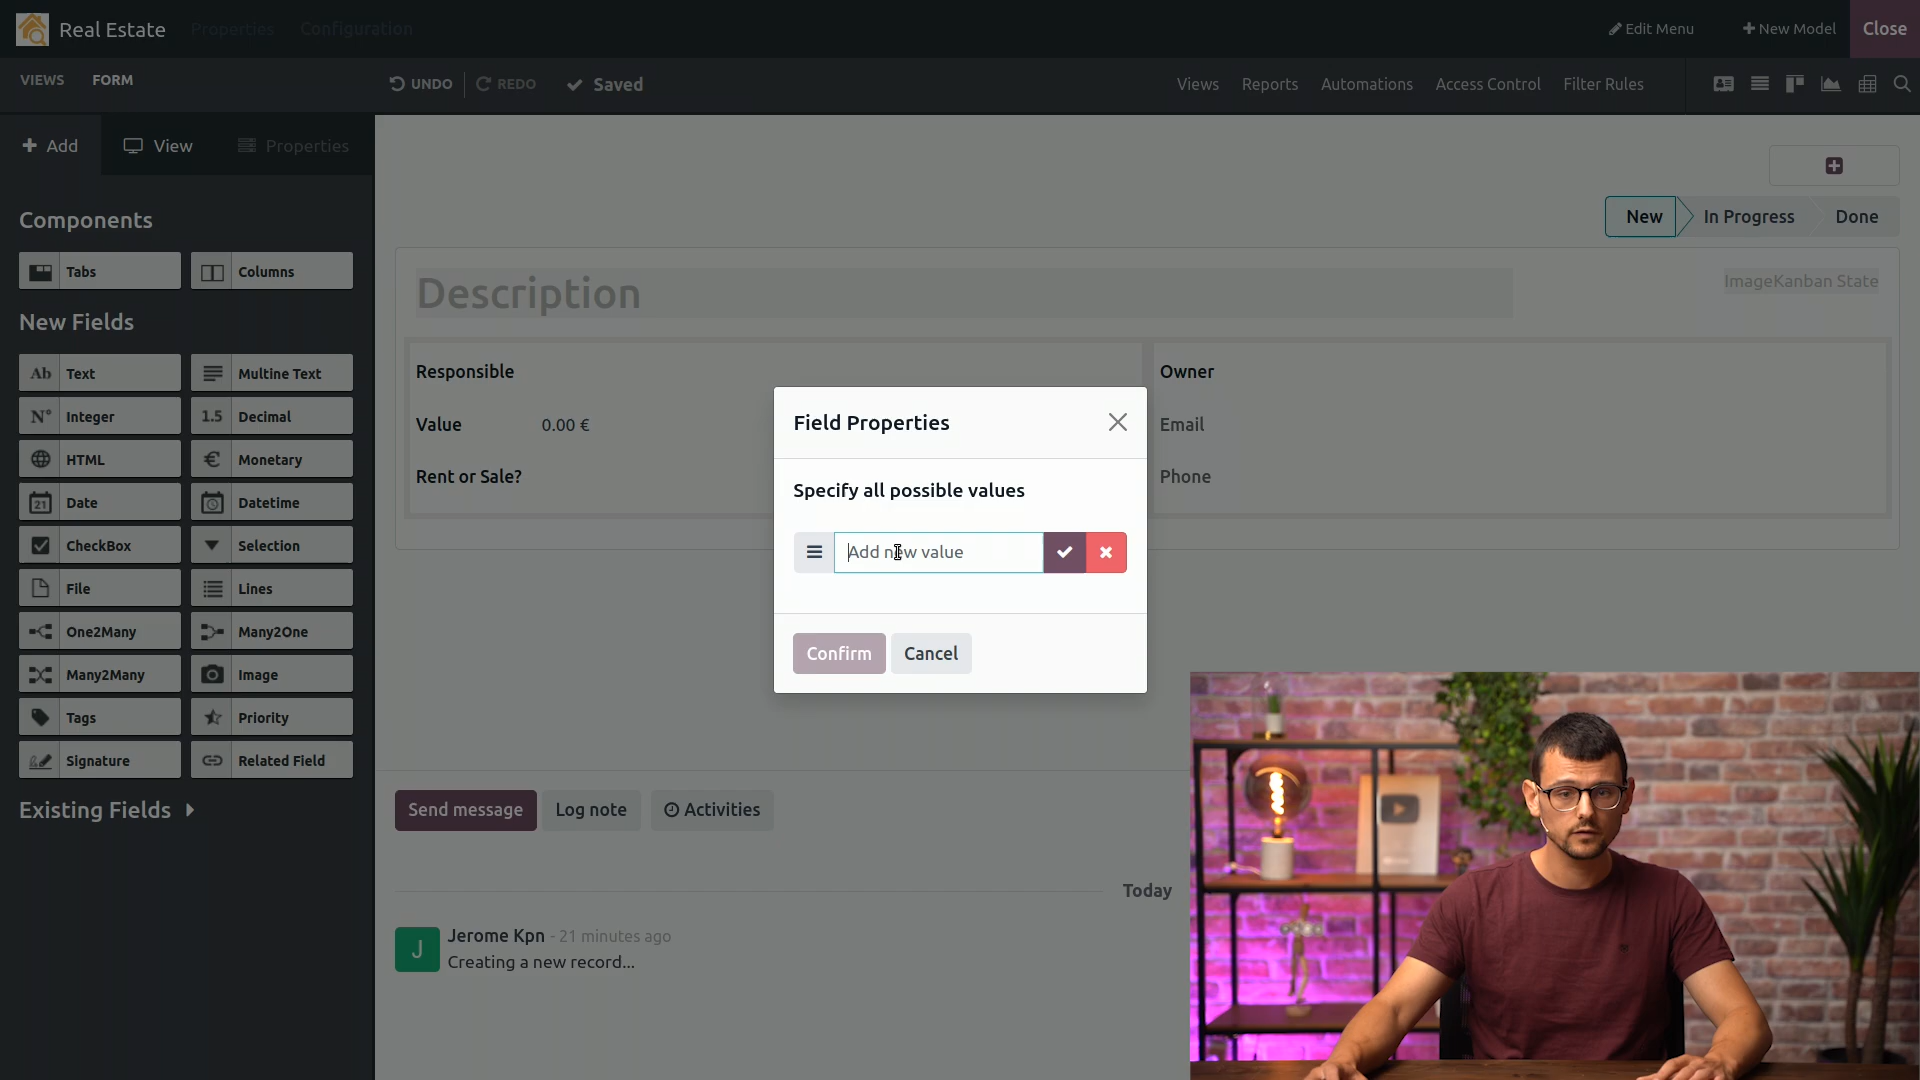 Real Estate
Properties
Configuration
Edit Menu
New Model
Close
VIEWS
FORM
UNDO
REDO
Saved
Views
Reports
Automations
Access Control
Filter Rules
Add
View
Properties
New
In Progress
Done
Components
Tabs
Columns
Description
ImageKanban State
New Fields
Ab Text
Multine Text
N° Integer
1.5 Decimal
HTML
€ Monetary
21 Date
Datetime
CheckBox
Selection
File
Lines
One2Many
Many2One
Many2Many
Image
Tags
Priority
Signature
Related Field
Existing Fields
Responsible
Value 0.00 €
Rent or Sale?
Owner
Email
Phone
Field Properties
Specify all possible values
Add new value
Confirm
Cancel
Send message
Log note
Activities
Today
J
Jerome Kpn - 21 minutes ago
Creating a new record...